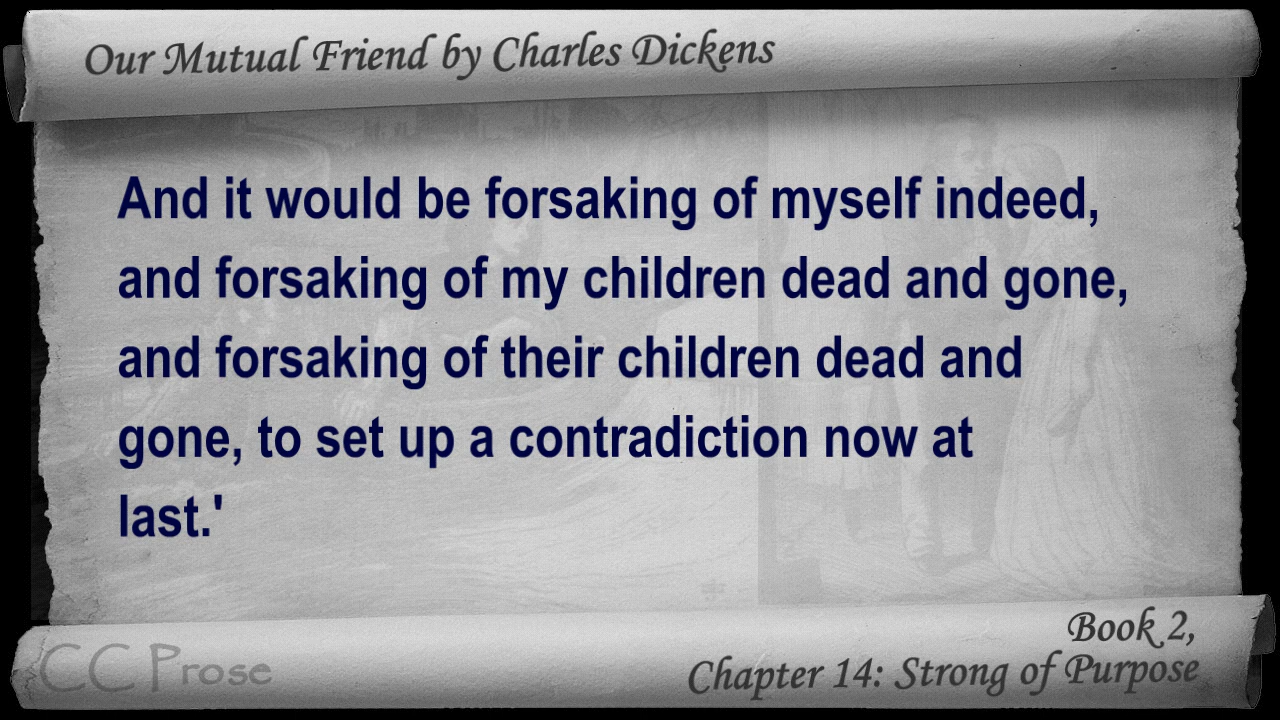 Our Mutual Friend by Charles Dickens
And it would be forsaking of myself indeed,
and forsaking of my children dead and gone,
and forsaking of their children dead and
gone, to set up a contradiction now at
last.'
Book 2,
Chapter 14: Strong of Purpose
CC Prose